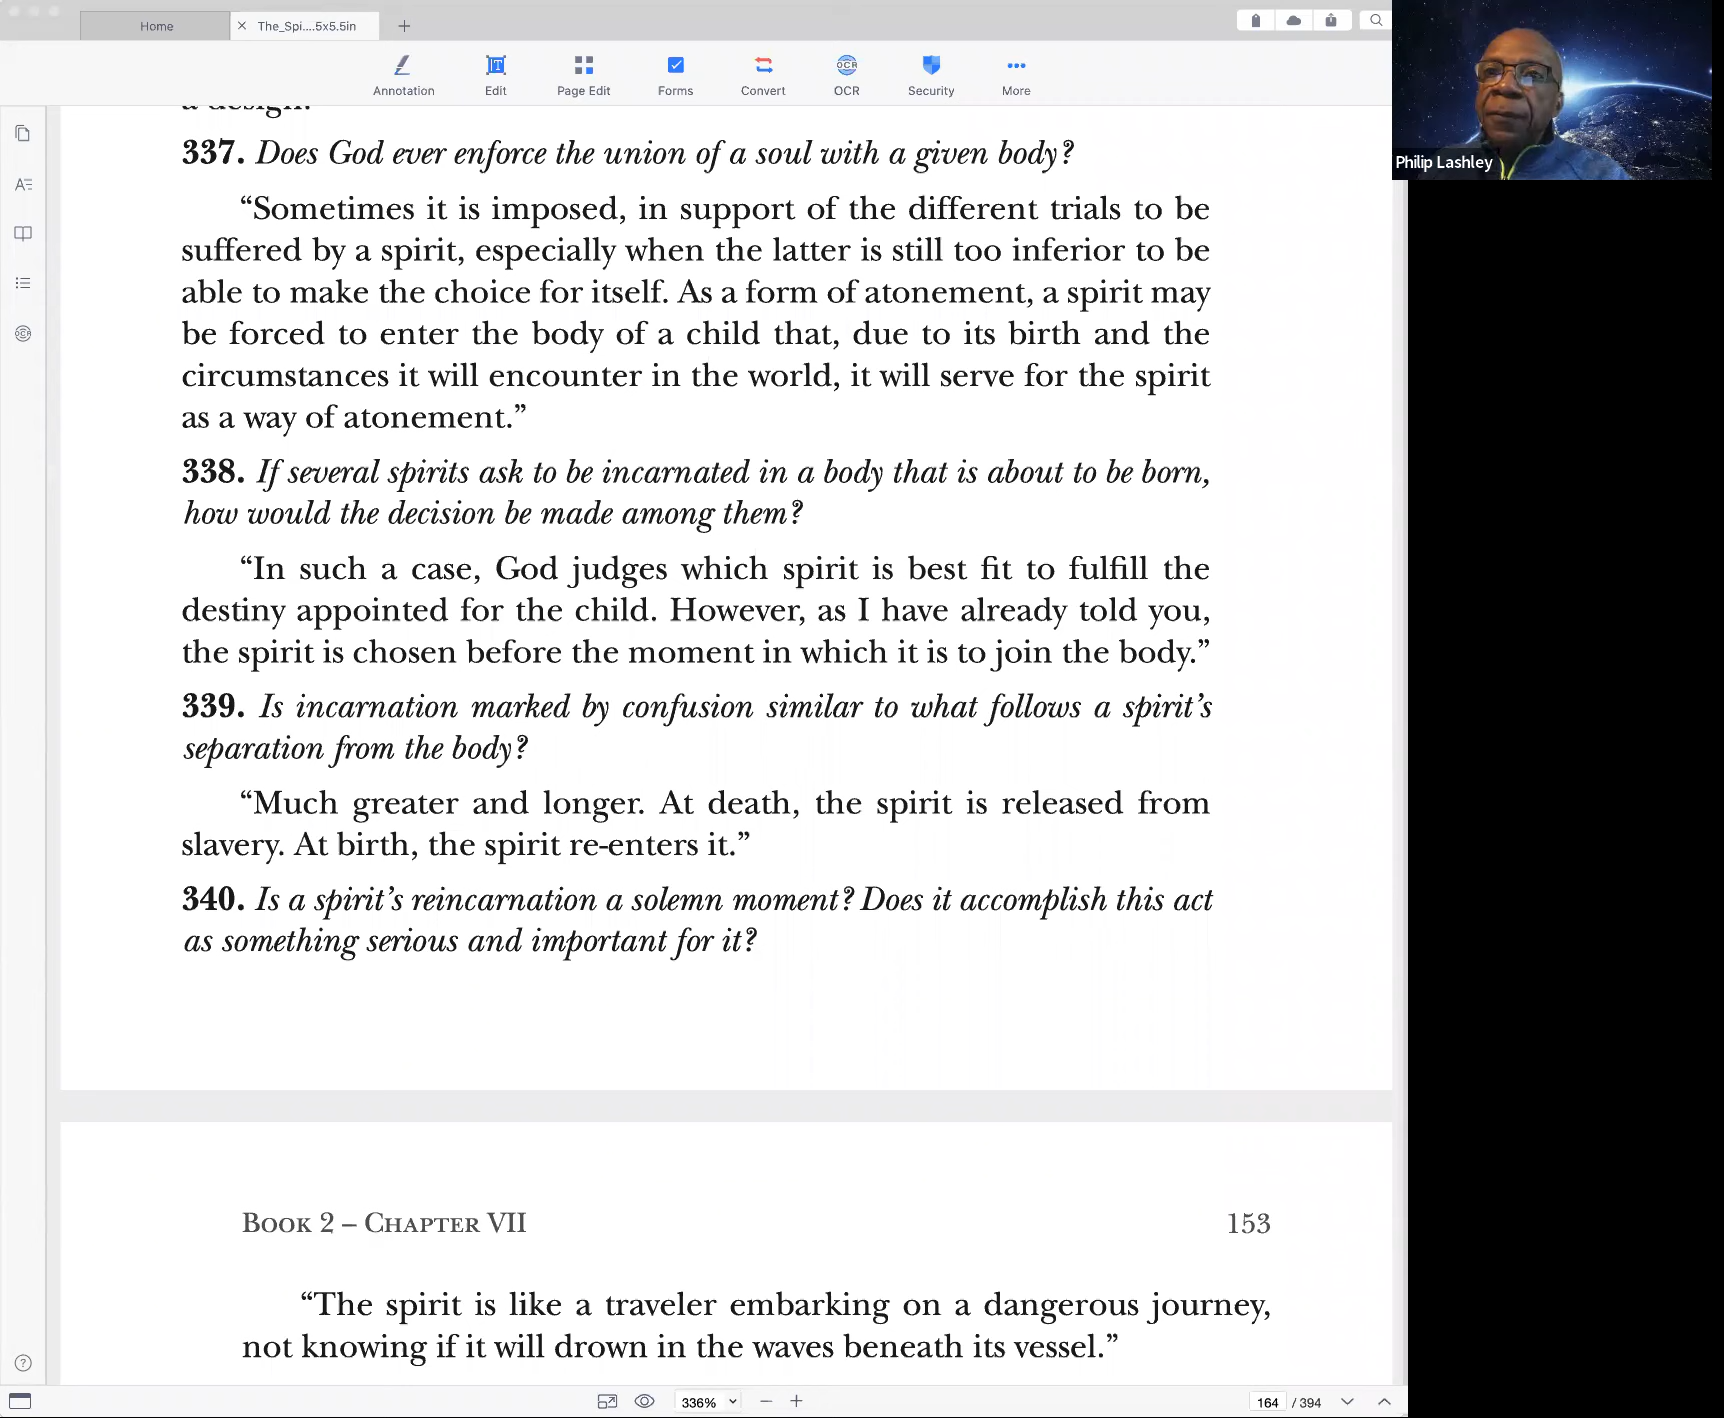 Home
The_Spi....5x5.5in
Annotation
Edit
Page Edit
Forms
Convert
OCR
OCR
Security
More
Philip Lashley
a design.
337. Does God ever enforce the union of a soul with a given body?
“Sometimes it is imposed, in support of the different trials to be
suffered by a spirit, especially when the latter is still too inferior to be
able to make the choice for itself. As a form of atonement, a spirit may
be forced to enter the body of a child that, due to its birth and the
circumstances it will encounter in the world, it will serve for the spirit
as a way of atonement.”
338. If several spirits ask to be incarnated in a body that is about to be born,
how would the decision be made among them?
“In such a case, God judges which spirit is best fit to fulfill the
destiny appointed for the child. However, as I have already told you,
the spirit is chosen before the moment in which it is to join the body.”
339. Is incarnation marked by confusion similar to what follows a spirit’s
separation from the body?
“Much greater and longer. At death, the spirit is released from
slavery. At birth, the spirit re-enters it.”
340. Is a spirit’s reincarnation a solemn moment? Does it accomplish this act
as something serious and important for it?
BOOK 2 – CHAPTER VII 153
“The spirit is like a traveler embarking on a dangerous journey,
not knowing if it will drown in the waves beneath its vessel.”
336%
164 / 394